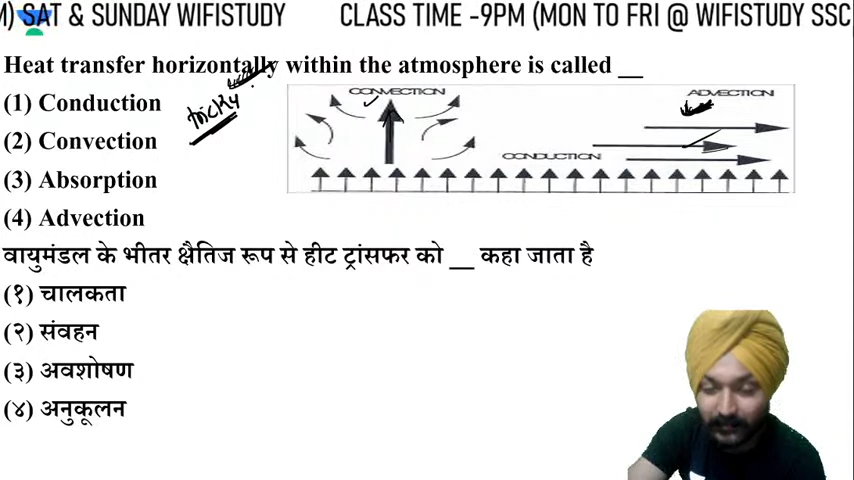 M) SAT & SUNDAY WIFISTUDY CLASS TIME -9PM (MON TO FRI @ WIFISTUDY SSC
Heat transfer horizontally within the atmosphere is called __
(1) Conduction
(2) Convection
(3) Absorption
(4) Advection
CONVECTION
ADVECTION
CONDUCTION
वायुमंडल के भीतर क्षैतिज रूप से हीट ट्रांसफर को __ कहा जाता है
(१) चालकता
(२) संवहन
(३) अवशोषण
(४) अनुकूलन